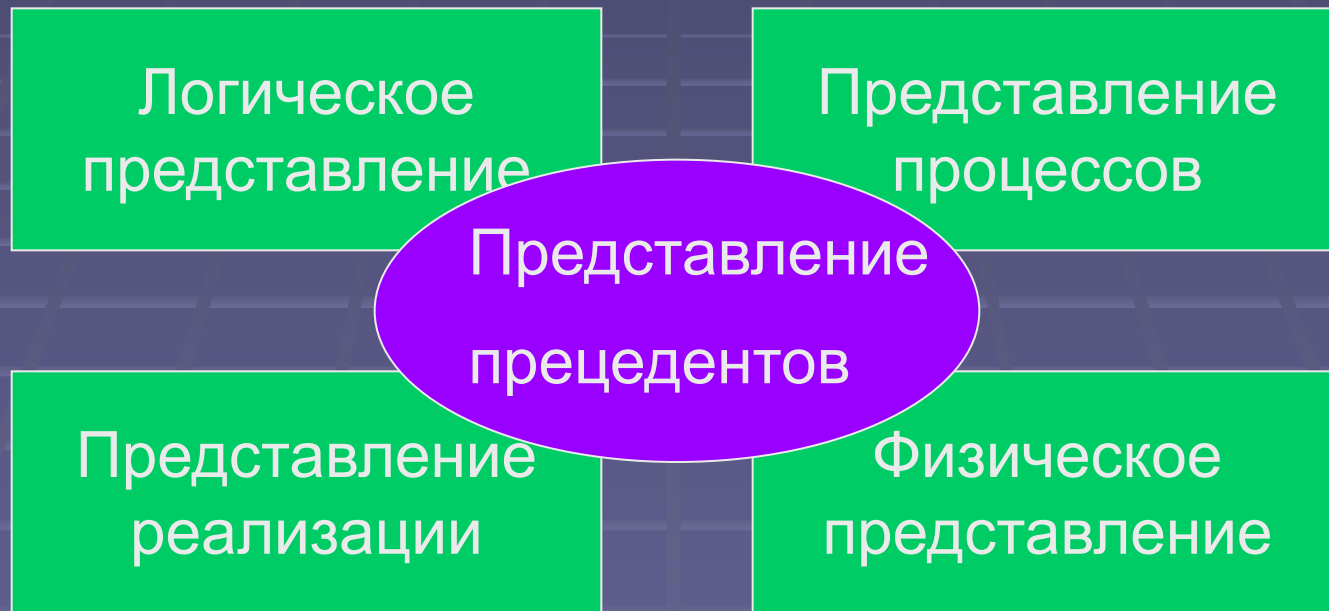 Логическое
представление
Представление
процессов
Представление
прецедентов
Представление
реализации
Физическое
представление